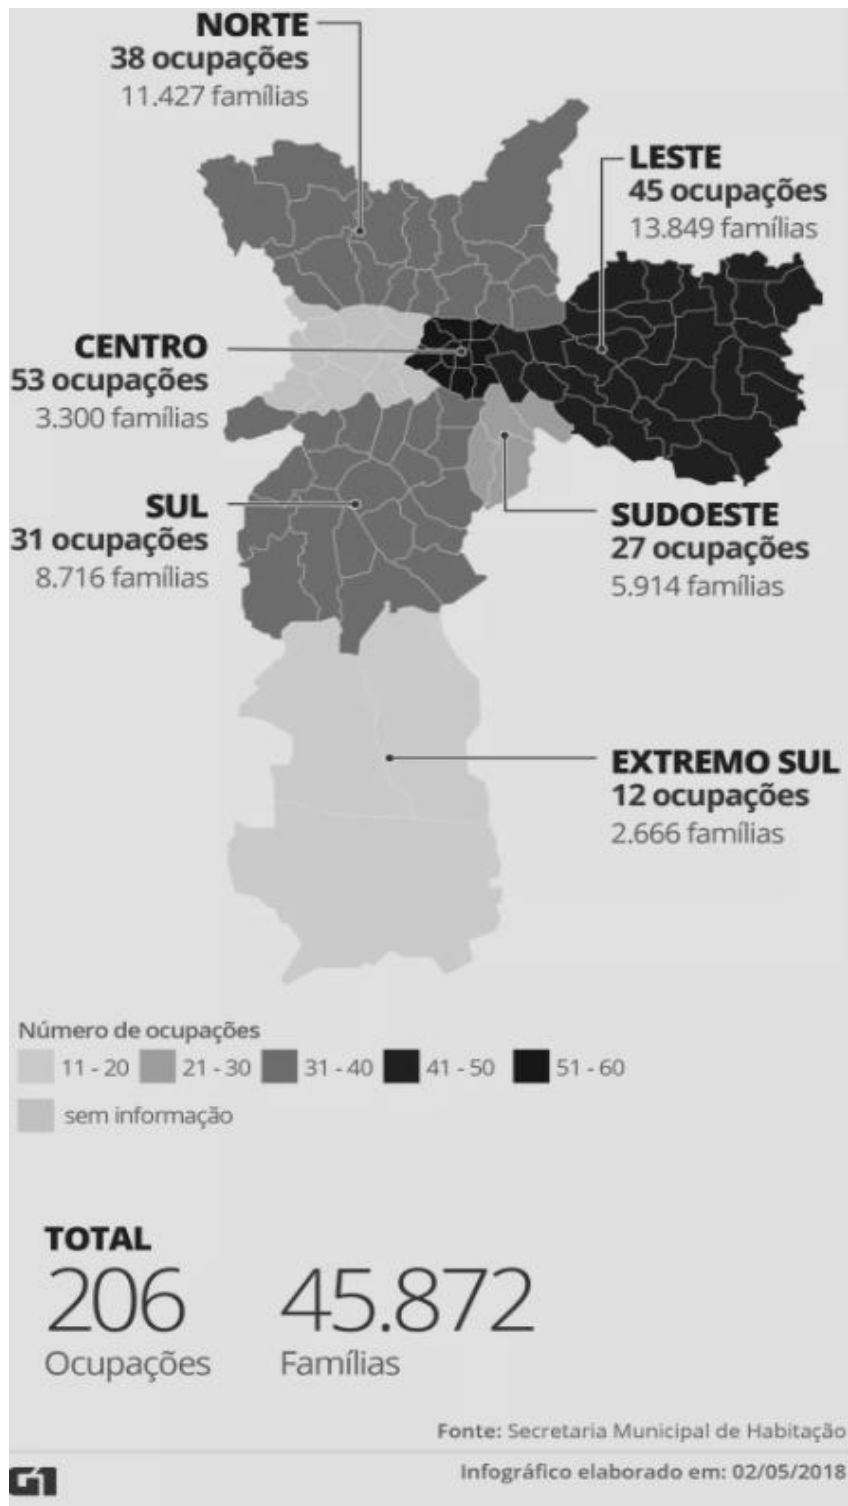 NORTE
38 ocupações
11.427 famílias
LESTE
45 ocupações
13.849 famílias
CENTRO
53 ocupações
3.300 famílias
SUL
31 ocupações
8.716 famílias
SUDOESTE
27 ocupações
5.914 famílias
EXTREMO SUL
12 ocupações
2.666 famílias
Número de ocupações
11 - 20 21 - 30 31 - 40 41 - 50 51 - 60
sem informação
TOTAL
206 45.872
Ocupações Famílias
Fonte: Secretaria Municipal de Habitação
G1 Infográfico elaborado em: 02/05/2018